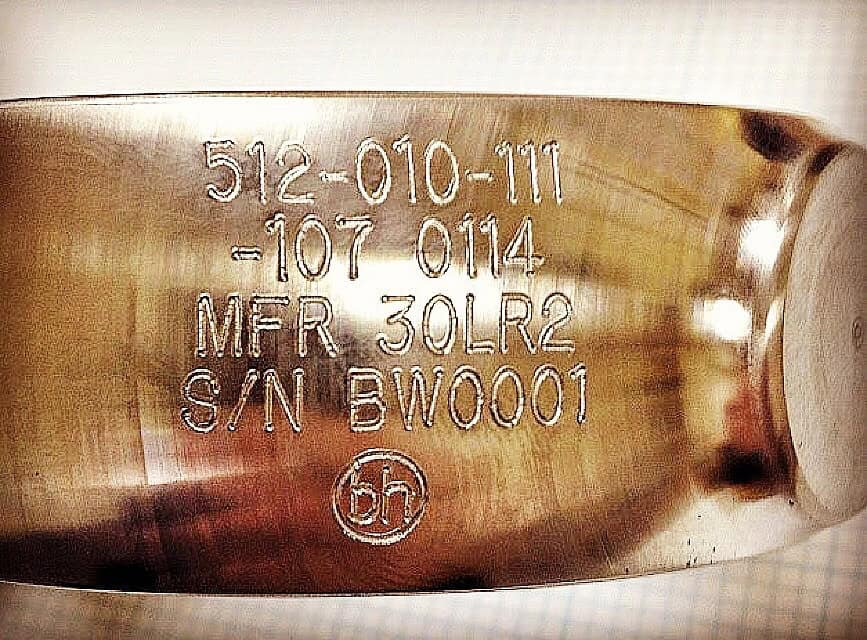 512-010-111
-107 0114
MFR 30LR2
S/N BW0001
bh